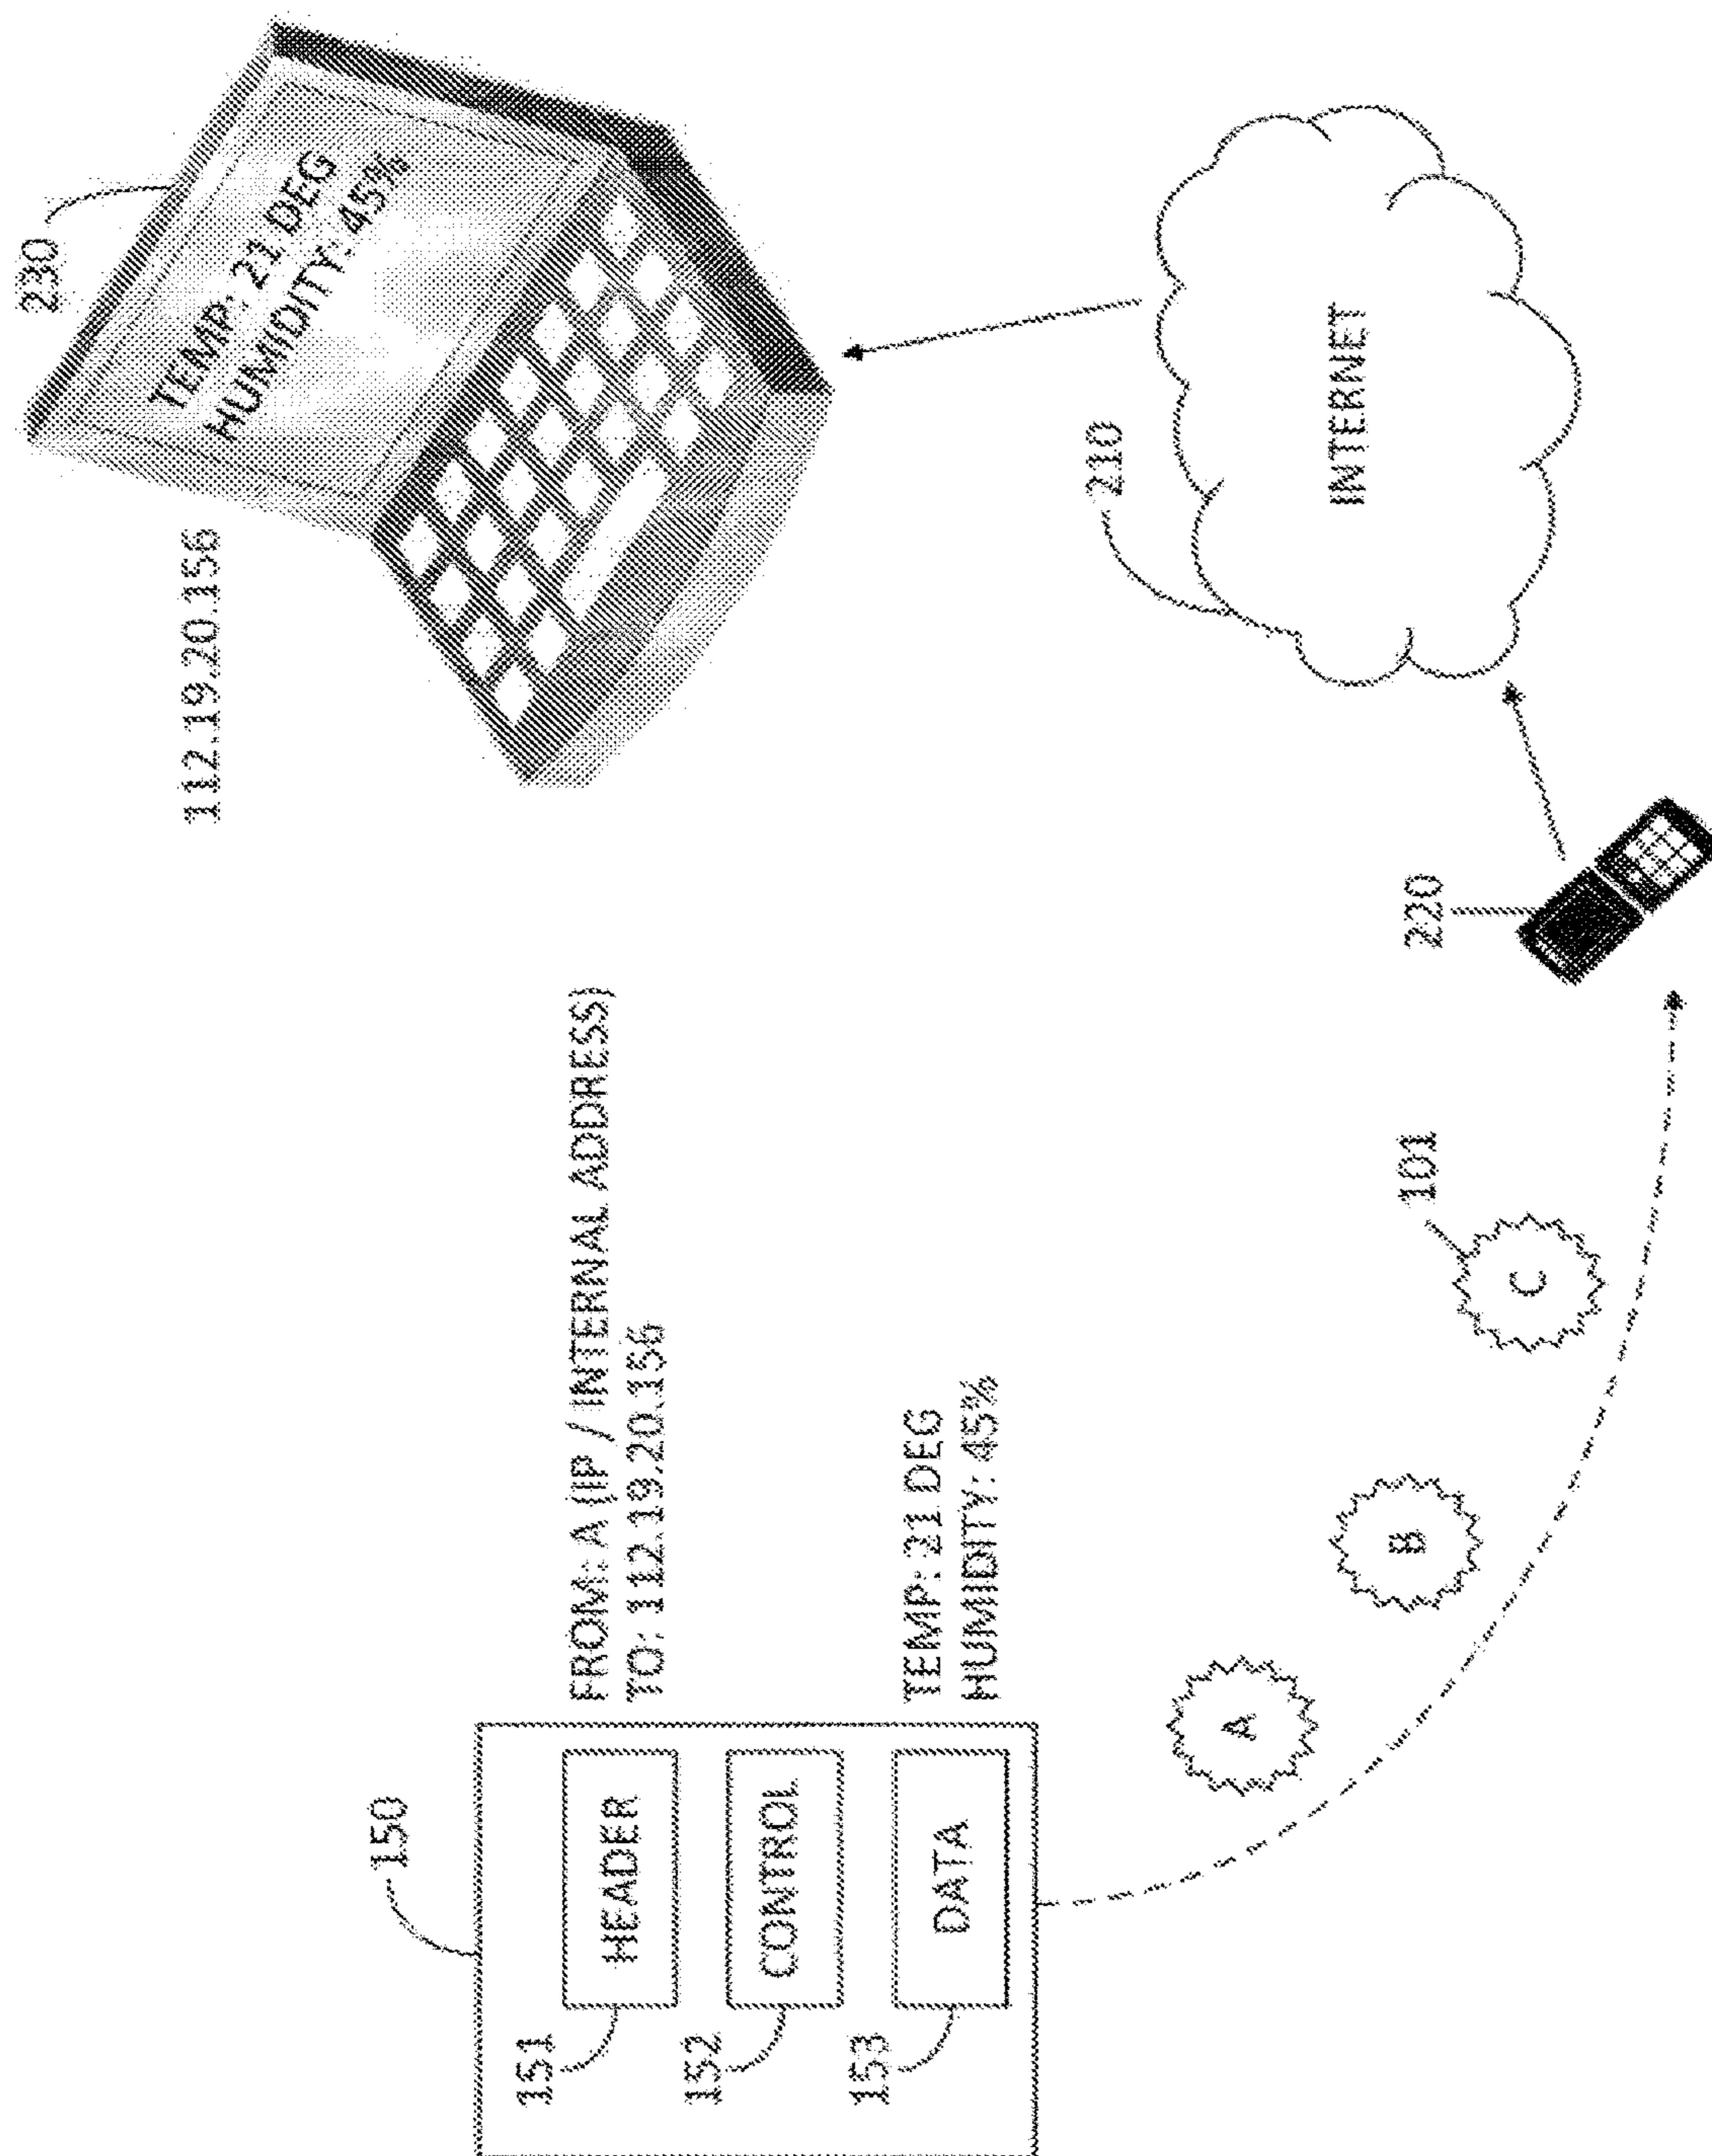 150
151
HEADER
FROM: A (IP / INTERNAL ADDRESS)
TO: 112.19.20.156
152
CONTROL
153
DATA
TEMP: 21 DEG
HUMIDITY: 45%
A
B
C
101
220
210
INTERNET
112.19.20.156
230
TEMP: 21 DEG
HUMIDITY: 45%